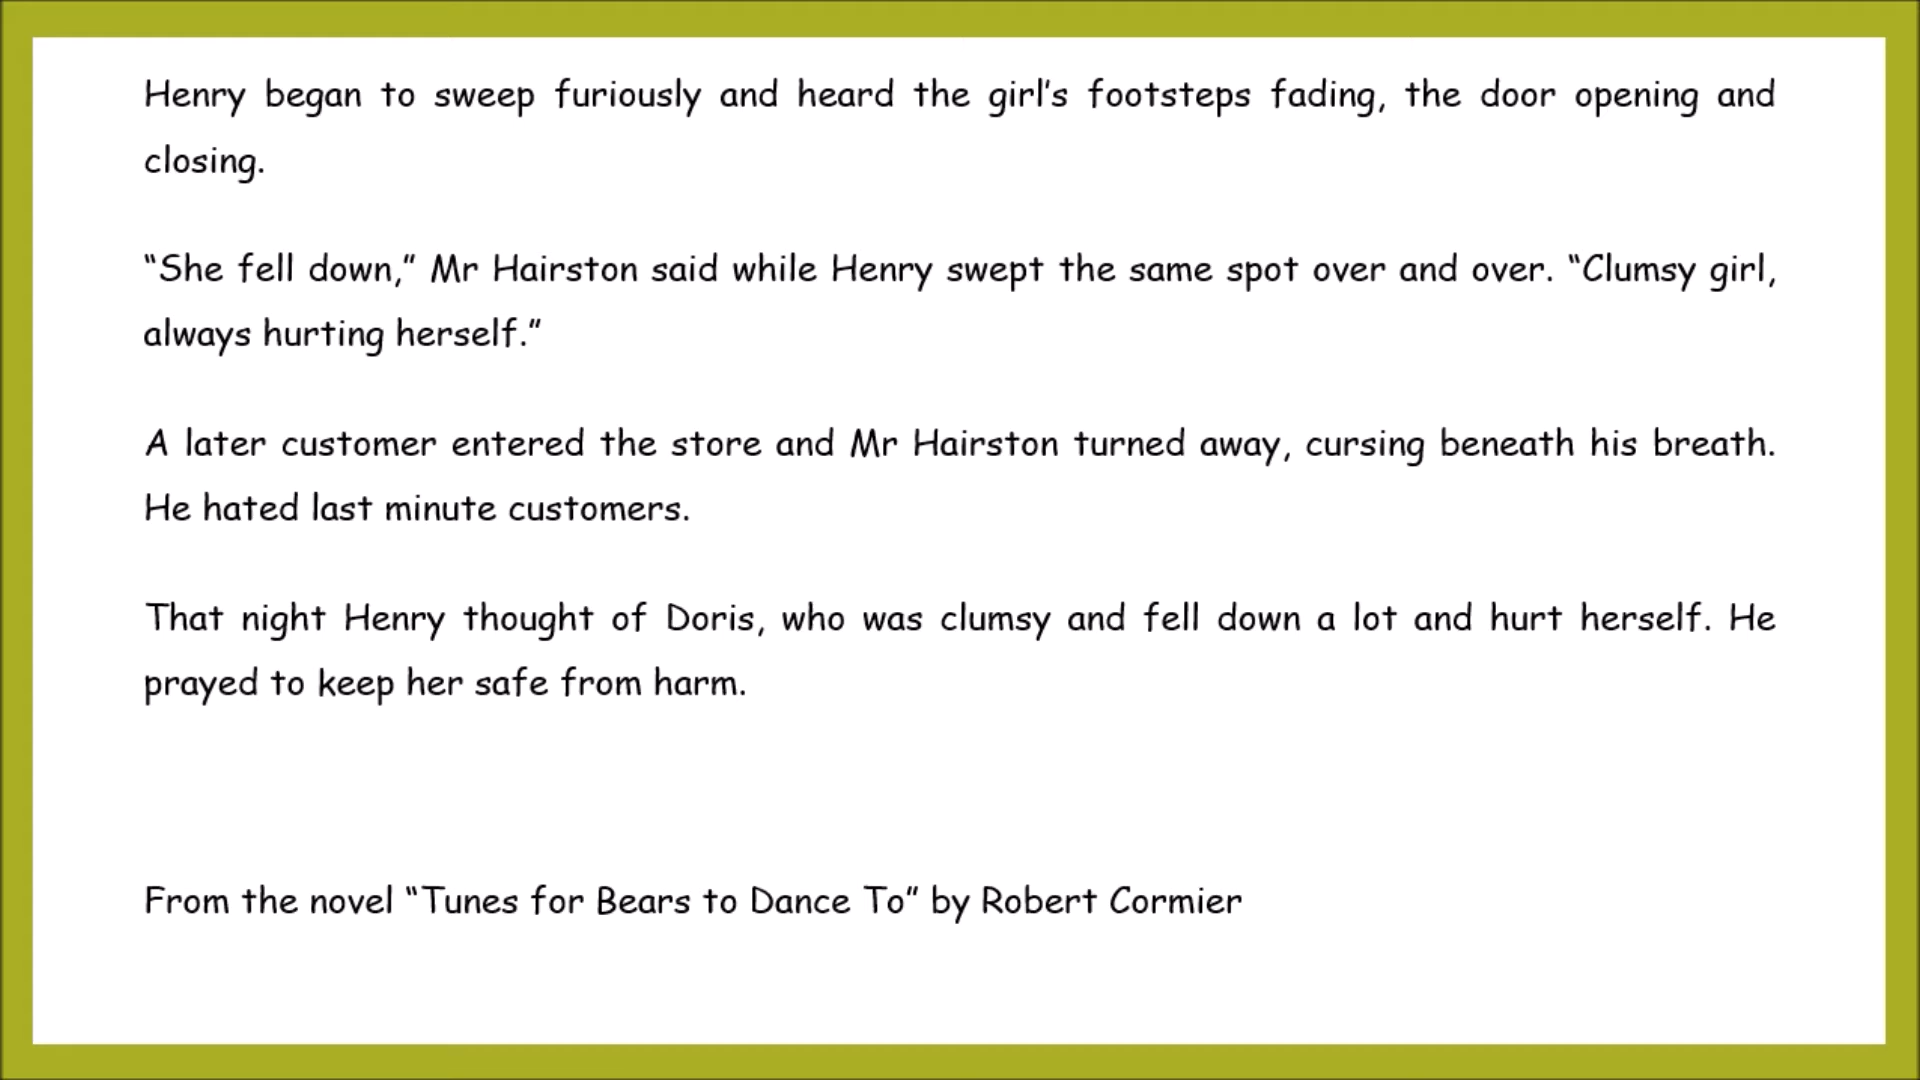 Henry began to sweep furiously and heard the girl’s footsteps fading, the door opening and
closing.
“She fell down,” Mr Hairston said while Henry swept the same spot over and over. “Clumsy girl,
always hurting herself.”
A later customer entered the store and Mr Hairston turned away, cursing beneath his breath.
He hated last minute customers.
That night Henry thought of Doris, who was clumsy and fell down a lot and hurt herself. He
prayed to keep her safe from harm.
From the novel “Tunes for Bears to Dance To” by Robert Cormier